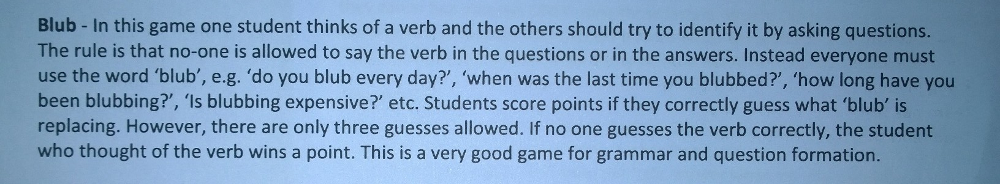 Blub - In this game one student thinks of a verb and the others should try to identify it by asking questions.
The rule is that no-one is allowed to say the verb in the questions or in the answers. Instead everyone must
use the word ‘blub’, e.g. ‘do you blub every day?’, ‘when was the last time you blubbed?’, ‘how long have you
been blubbing?’, ‘Is blubbing expensive?’ etc. Students score points if they correctly guess what ‘blub’ is
replacing. However, there are only three guesses allowed. If no one guesses the verb correctly, the student
who thought of the verb wins a point. This is a very good game for grammar and question formation.